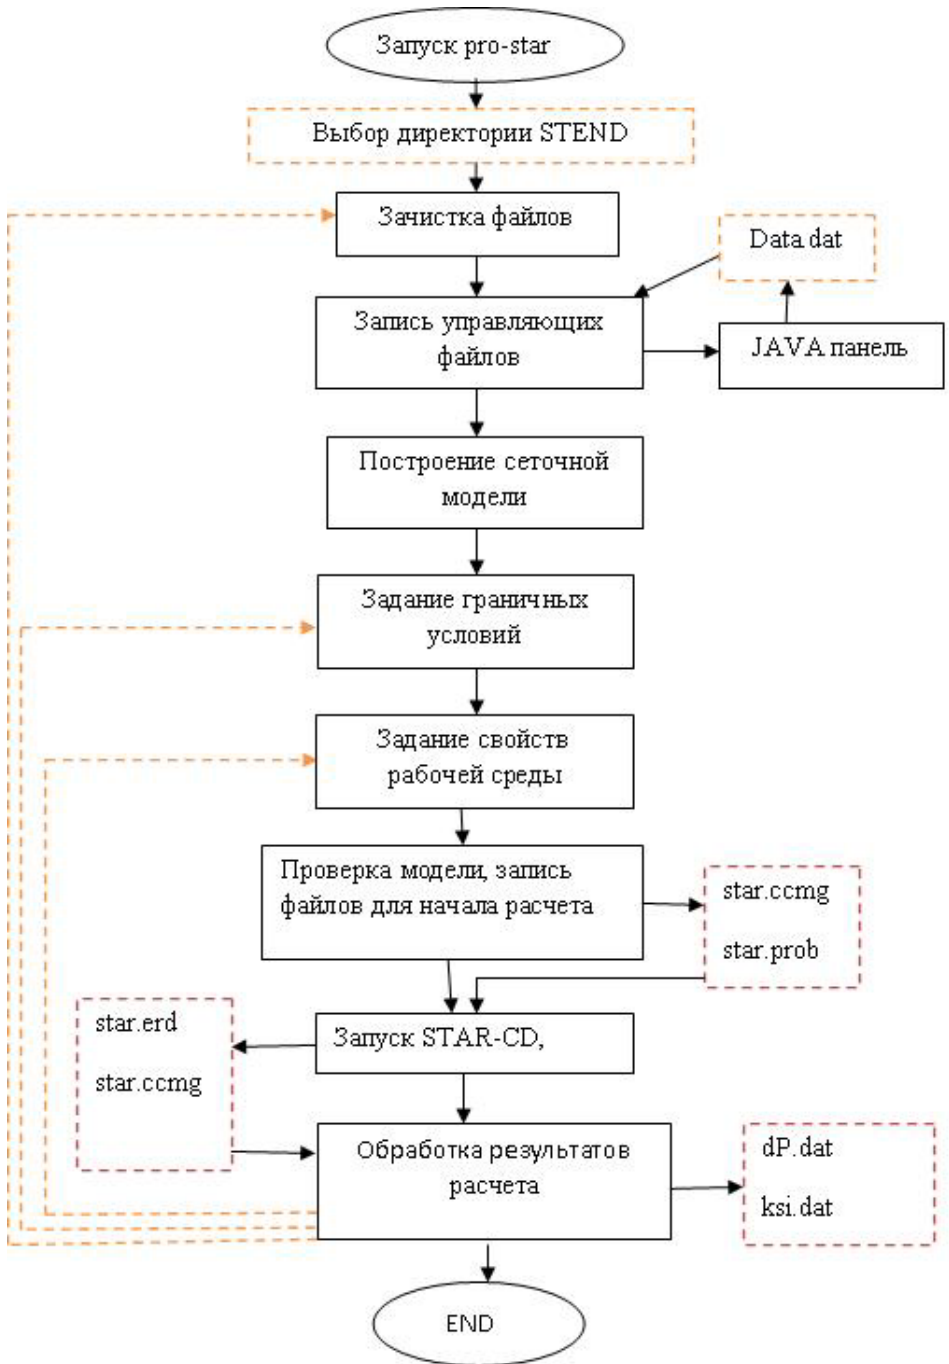 Запуск pro-star
Выбор директории STEND
Зачистка файлов
Data dat
Запись управляющих
файлов
JAVA панель
Построение сеточной
модели
Задание граничных
условий
Задание свойств
рабочей среды
Проверка модели, запись
файлов для начала расчета
star.ccmg
star.prob
star.erd
star.ccmg
Запуск STAR-CD,
Обработка результатов
расчета
dP.dat
ksi.dat
END